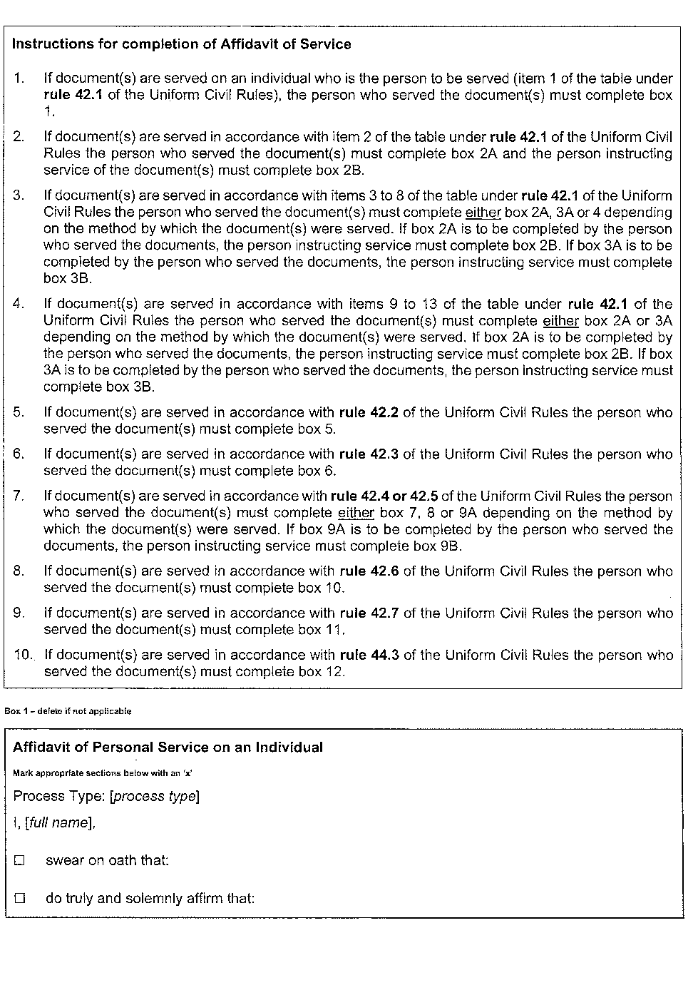 Instructions for completion of Affidavit of Service
1. If document(s) are served on an individual who is the person to be served (item 1 of the table under
rule 42.1 of the Uniform Civil Rules), the person who served the document(s) must complete box
1.
2. If document(s) are served in accordance with item 2 of the table under rule 42.1 of the Uniform Civil
Rules the person who served the document(s) must complete box 2A and the person instructing
service of the document(s) must complete box 2B.
3. If document(s) are served in accordance with items 3 to 8 of the table under rule 42.1 of the Uniform
Civil Rules the person who served the document(s) must complete either box 2A, 3A or 4 depending
on the method by which the document(s) were served. If box 2A is to be completed by the person
who served the documents, the person instructing service must complete box 2B. If box 3A is to be
completed by the person who served the documents, the person instructing service must complete
box 3B.
4. If document(s) are served in accordance with items 9 to 13 of the table under rule 42.1 of the
Uniform Civil Rules the person who served the document(s) must complete either box 2A or 3A
depending on the method by which the document(s) were served. If box 2A is to be completed by
the person who served the documents, the person instructing service must complete box 2B. If box
3A is to be completed by the person who served the documents, the person instructing service must
complete box 3B.
5. If document(s) are served in accordance with rule 42.2 of the Uniform Civil Rules the person who
served the document(s) must complete box 5.
6. If document(s) are served in accordance with rule 42.3 of the Uniform Civil Rules the person who
served the document(s) must complete box 6.
7. If document(s) are served in accordance with rule 42.4 or 42.5 of the Uniform Civil Rules the person
who served the document(s) must complete either box 7, 8 or 9A depending on the method by
which the document(s) were served. If box 9A is to be completed by the person who served the
documents, the person instructing service must complete box 9B.
8. If document(s) are served in accordance with rule 42.6 of the Uniform Civil Rules the person who
served the document(s) must complete box 10.
9. If document(s) are served in accordance with rule 42.7 of the Uniform Civil Rules the person who
served the document(s) must complete box 11.
10. If document(s) are served in accordance with rule 44.3 of the Uniform Civil Rules the person who
served the document(s) must complete box 12.
Box 1 – delete if not applicable
Affidavit of Personal Service on an Individual
Mark appropriate sections below with an 'x'
Process Type: [process type]
I, [full name],
☐ swear on oath that:
☐ do truly and solemnly affirm that: